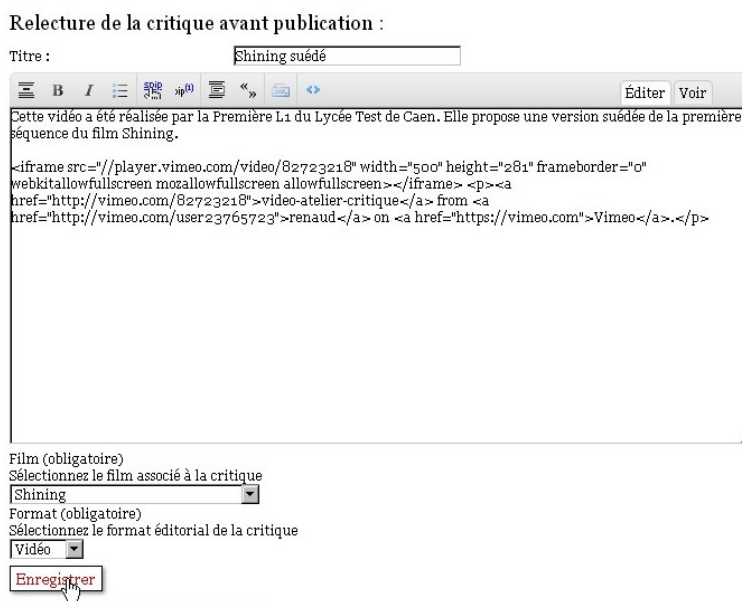 Relecture de la critique avant publication :
Titre :
Shining suédé
B I
Éditer Voir
Cette vidéo a été réalisée par la Première L1 du Lycée Test de Caen. Elle propose une version suédée de la première
séquence du film Shining.
<iframe src="//player.vimeo.com/video/82723218" width="500" height="281" frameborder="0"
webkitallowfullscreen mozallowfullscreen allowfullscreen></iframe> <p><a
href="http://vimeo.com/82723218">video-atelier-critique</a> from <a
href="http://vimeo.com/user23765723">renaud</a> on <a href="https://vimeo.com">Vimeo</a>.</p>
Film (obligatoire)
Sélectionnez le film associé à la critique
Shining
Format (obligatoire)
Sélectionnez le format éditorial de la critique
Vidéo
Enregistrer